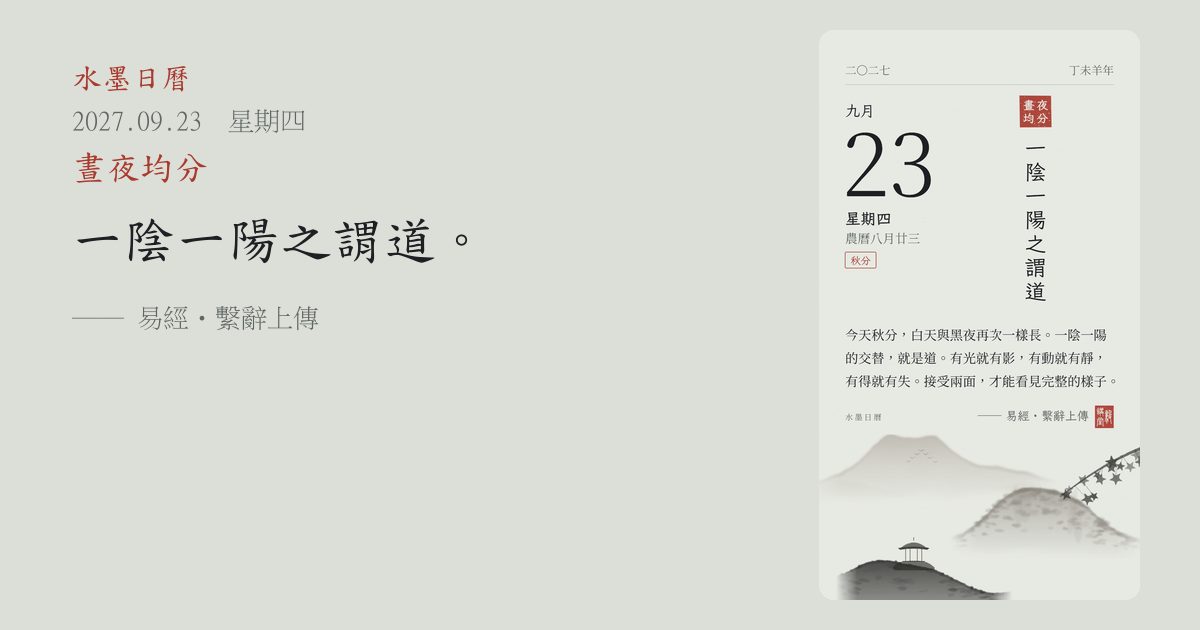 水墨日曆
2027.09.23 星期四
晝夜均分
一陰一陽之謂道。
—— 易經・繫辭上傳
二〇二七
丁未羊年
九月
23
星期四
農曆八月廿三
秋分
晝夜
均分
一陰一陽之謂道
今天秋分，白天與黑夜再次一樣長。一陰一陽
的交替，就是道。有光就有影，有動就有靜，
有得就有失。接受兩面，才能看見完整的樣子。
—— 易經・繫辭上傳
水墨日曆